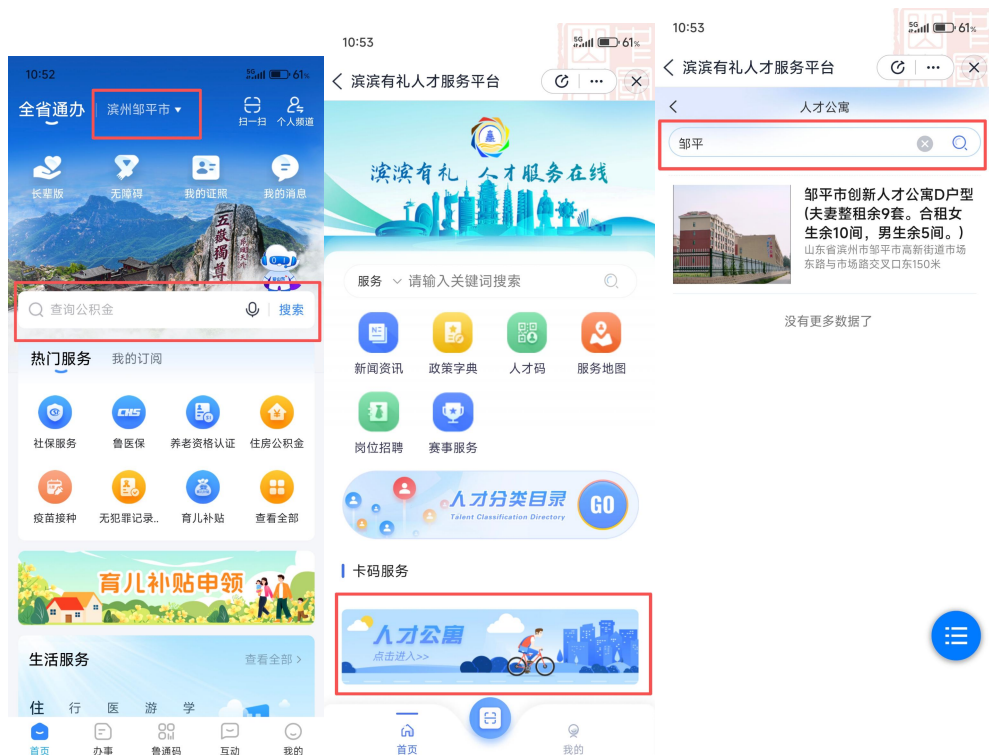 10:52
5G
61%
全省通办
滨州邹平市
扫一扫
个人频道
长辈版
无障碍
我的证照
我的消息
五嶽獨尊
查询公积金
搜索
热门服务
我的订阅
CHS
社保服务
鲁医保
养老资格认证
住房公积金
疫苗接种
无犯罪记录..
育儿补贴
查看全部
育儿补贴申领
生活服务
查看全部 >
住
行
医
游
学
首页
办事
鲁通码
互动
我的
10:53
5G
61%
滨滨有礼人才服务平台
滨滨有礼 人才服务在线
服务
请输入关键词搜索
新闻资讯
政策字典
人才码
服务地图
岗位招聘
赛事服务
人才分类目录
Talent Classification Directory
GO
卡码服务
人才公寓
点击进入>>
首页
我的
10:53
5G
61%
滨滨有礼人才服务平台
人才公寓
邹平
邹平市创新人才公寓D户型
(夫妻整租余9套。合租女
生余10间，男生余5间。)
山东省滨州市邹平市高新街道市场
东路与市场路交叉口东150米
没有更多数据了